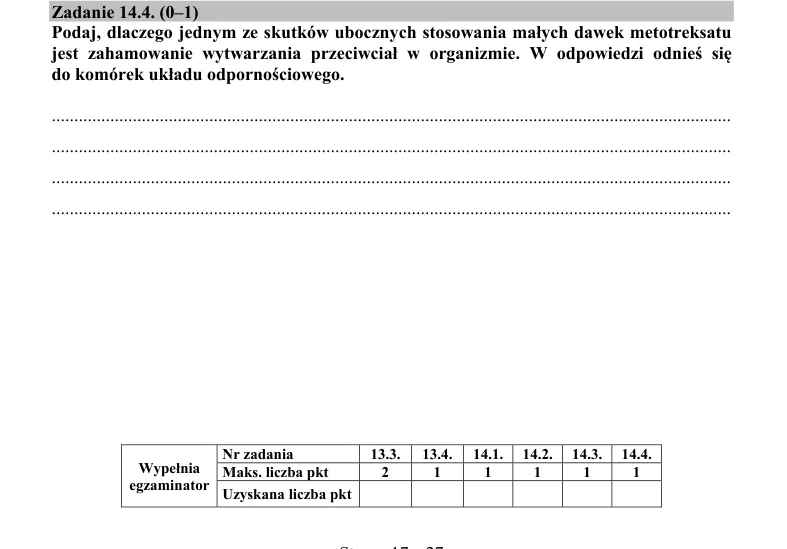 Zadanie 14.4. (0–1)
Podaj, dlaczego jednym ze skutków ubocznych stosowania małych dawek metotreksatu
jest zahamowanie wytwarzania przeciwciał w organizmie. W odpowiedzi odnieś się
do komórek układu odpornościowego.
Wypełnia egzaminator
Nr zadania 13.3. 13.4. 14.1. 14.2. 14.3. 14.4.
Maks. liczba pkt 2 1 1 1 1 1
Uzyskana liczba pkt